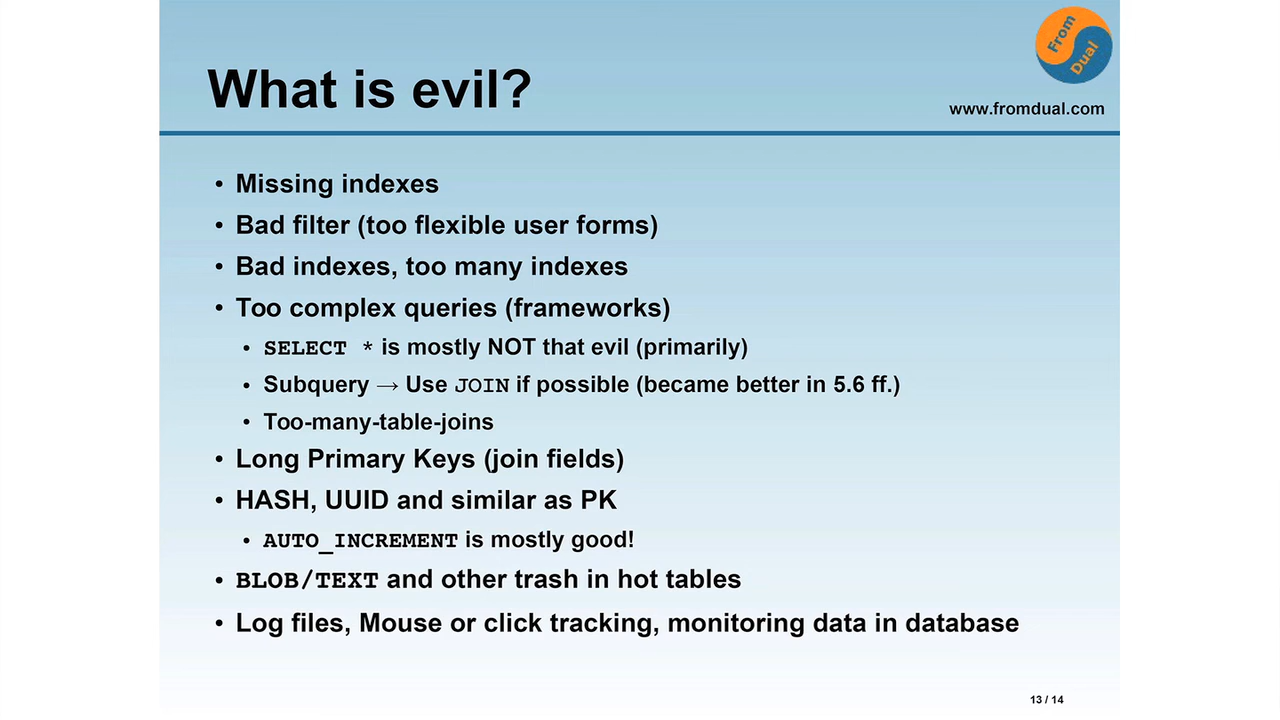 From
Dual
What is evil?
www.fromdual.com
• Missing indexes
• Bad filter (too flexible user forms)
• Bad indexes, too many indexes
• Too complex queries (frameworks)
• SELECT * is mostly NOT that evil (primarily)
• Subquery → Use JOIN if possible (became better in 5.6 ff.)
• Too-many-table-joins
• Long Primary Keys (join fields)
• HASH, UUID and similar as PK
• AUTO_INCREMENT is mostly good!
• BLOB/TEXT and other trash in hot tables
• Log files, Mouse or click tracking, monitoring data in database
13 / 14